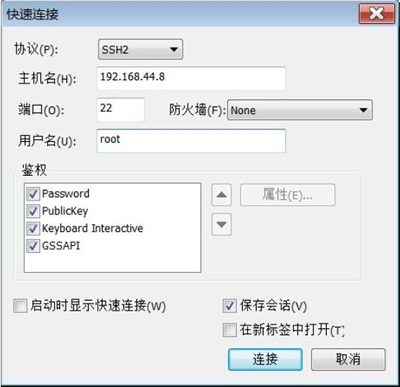 快速连接
协议(P): SSH2
主机名(H): 192.168.44.8
端口(O): 22 防火墙(F): None
用户名(U): root
鉴权
Password
PublicKey
Keyboard Interactive
GSSAPI
属性(E)...
启动时显示快速连接(W)
保存会话(V)
在新标签中打开(T)
连接 取消